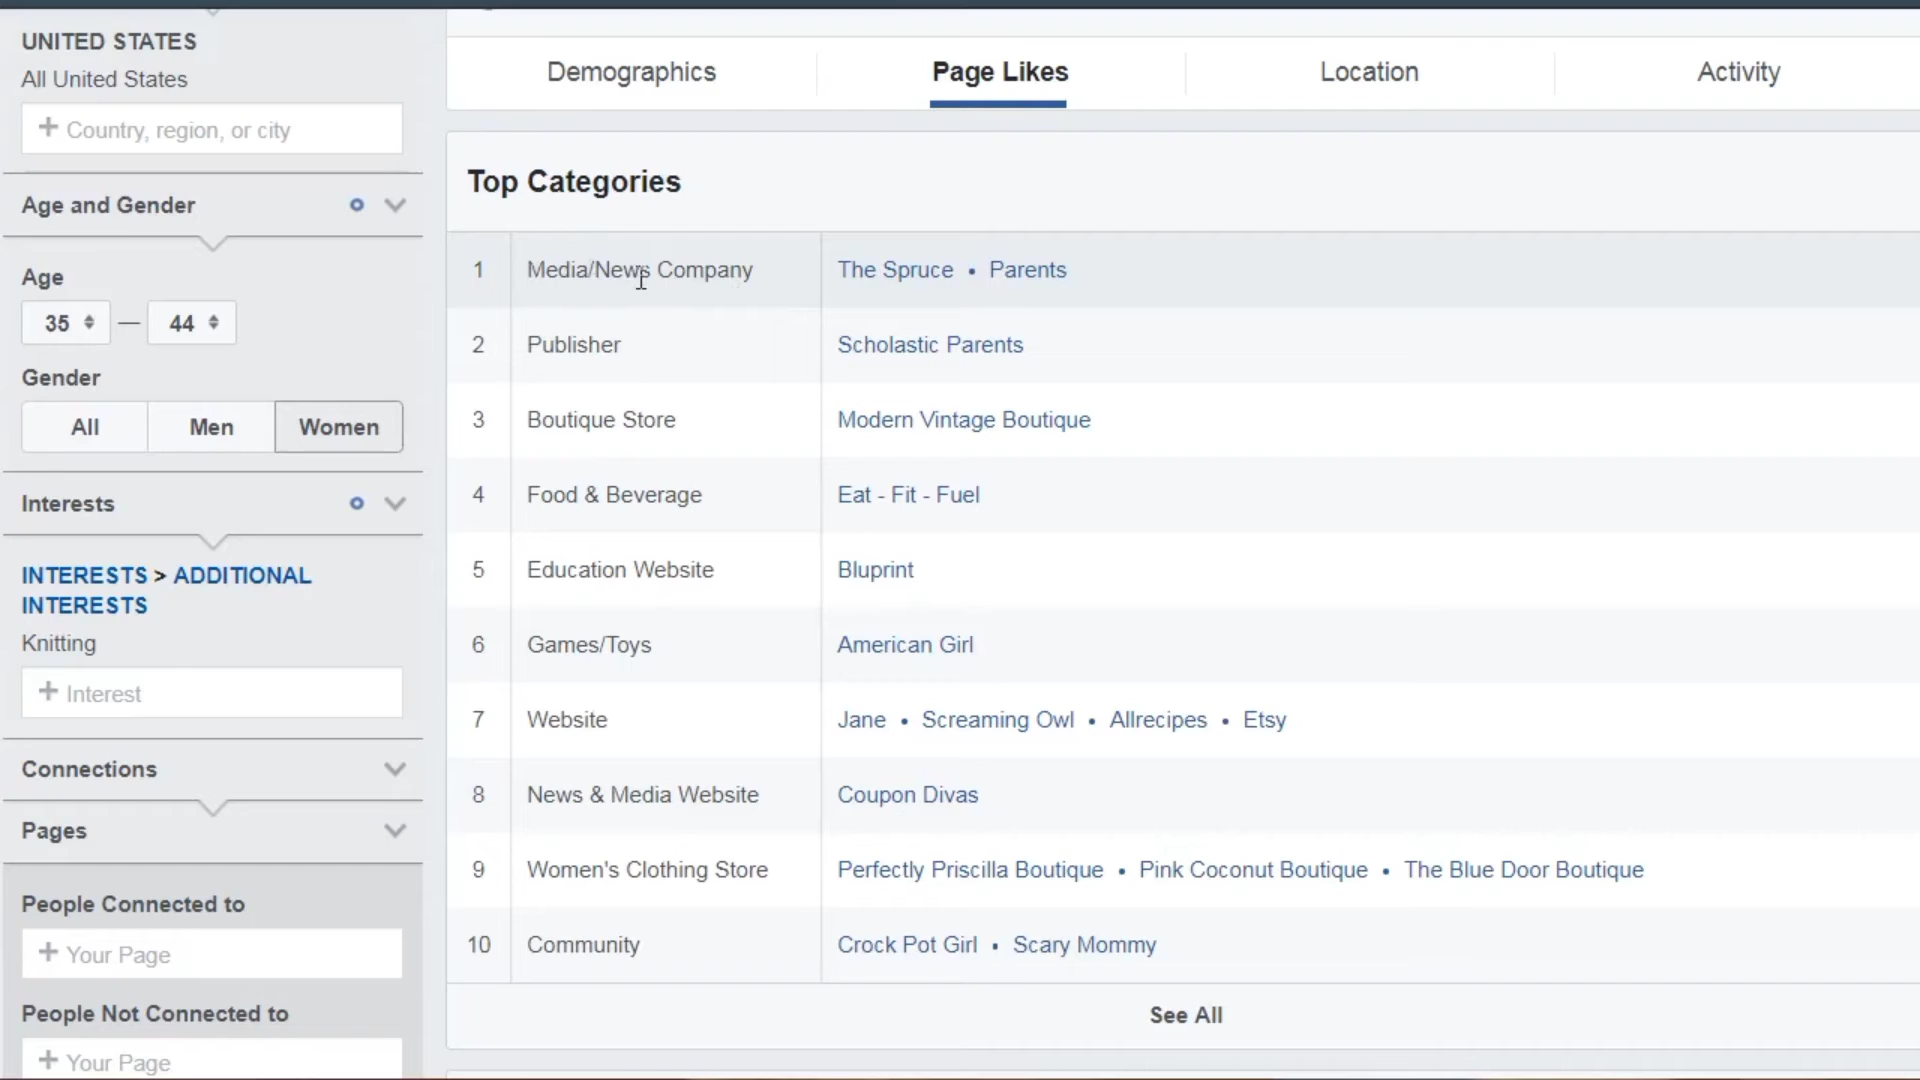 UNITED STATES
All United States
+ Country, region, or city
Age and Gender
Age
35 — 44
Gender
All Men Women
Interests
INTERESTS > ADDITIONAL
INTERESTS
Knitting
+ Interest
Connections
Pages
People Connected to
+ Your Page
People Not Connected to
+ Your Page
Demographics Page Likes Location Activity
Top Categories
1 Media/News Company The Spruce • Parents
2 Publisher Scholastic Parents
3 Boutique Store Modern Vintage Boutique
4 Food & Beverage Eat - Fit - Fuel
5 Education Website Bluprint
6 Games/Toys American Girl
7 Website Jane • Screaming Owl • Allrecipes • Etsy
8 News & Media Website Coupon Divas
9 Women's Clothing Store Perfectly Priscilla Boutique • Pink Coconut Boutique • The Blue Door Boutique
10 Community Crock Pot Girl • Scary Mommy
See All